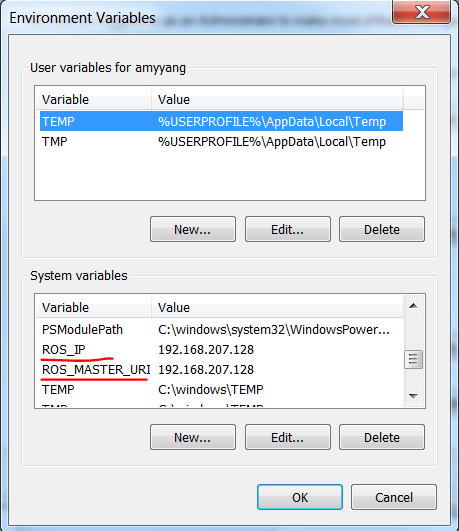 Environment Variables
User variables for amyyang
Variable Value
TEMP %USERPROFILE%\AppData\Local\Temp
TMP %USERPROFILE%\AppData\Local\Temp
New... Edit... Delete
System variables
Variable Value
PSModulePath C:\windows\system32\WindowsPower...
ROS_IP 192.168.207.128
ROS_MASTER_URI 192.168.207.128
TEMP C:\windows\TEMP
TMP C:\windows\TEMP
New... Edit... Delete
OK Cancel